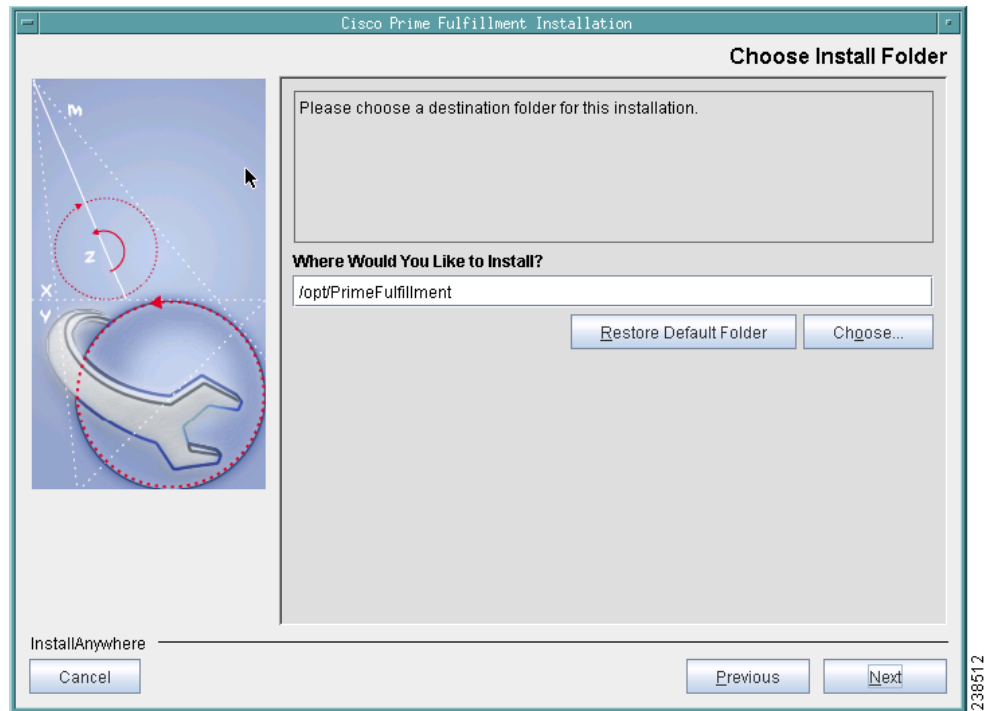 Cisco Prime Fulfillment Installation
Choose Install Folder
M
Z
X
Y
Please choose a destination folder for this installation.
Where Would You Like to Install?
/opt/PrimeFulfillment
Restore Default Folder
Choose...
InstallAnywhere
Cancel
Previous
Next
238512